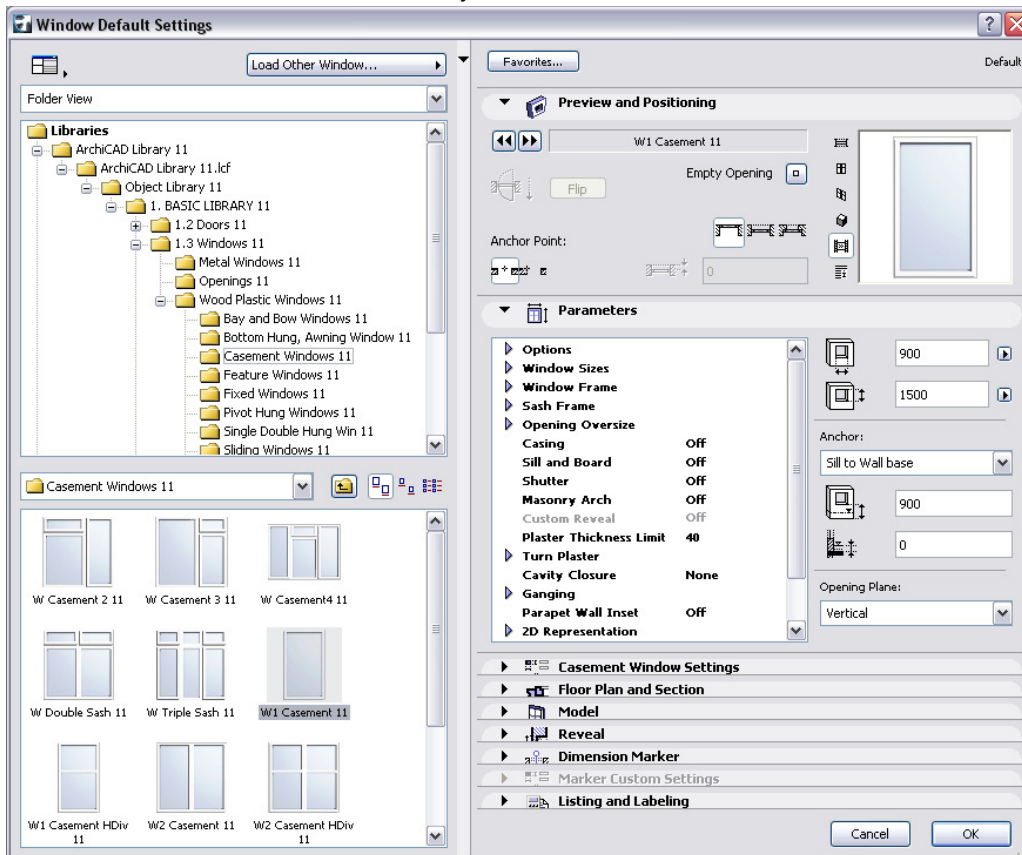 Window Default Settings
Load Other Window...
Folder View
Libraries
ArchiCAD Library 11
ArchiCAD Library 11.lcf
Object Library 11
1. BASIC LIBRARY 11
1.2 Doors 11
1.3 Windows 11
Metal Windows 11
Openings 11
Wood Plastic Windows 11
Bay and Bow Windows 11
Bottom Hung, Awning Window 11
Casement Windows 11
Feature Windows 11
Fixed Windows 11
Pivot Hung Windows 11
Single Double Hung Win 11
Sliding Windows 11
Casement Windows 11
W Casement 2 11 W Casement 3 11 W Casement4 11
W Double Sash 11 W Triple Sash 11 W1 Casement 11
W1 Casement HDiv 11 W2 Casement 11 W2 Casement HDiv 11
Favorites... Default
Preview and Positioning
W1 Casement 11
Empty Opening
Flip
Anchor Point:
0
Parameters
Options
Window Sizes
Window Frame
Sash Frame
Opening Oversize
Casing Off
Sill and Board Off
Shutter Off
Masonry Arch Off
Custom Reveal Off
Plaster Thickness Limit 40
Turn Plaster
Cavity Closure None
Ganging
Parapet Wall Inset Off
2D Representation
900
1500
Anchor:
Sill to Wall base
900
0
Opening Plane:
Vertical
Casement Window Settings
Floor Plan and Section
Model
Reveal
Dimension Marker
Marker Custom Settings
Listing and Labeling
Cancel OK